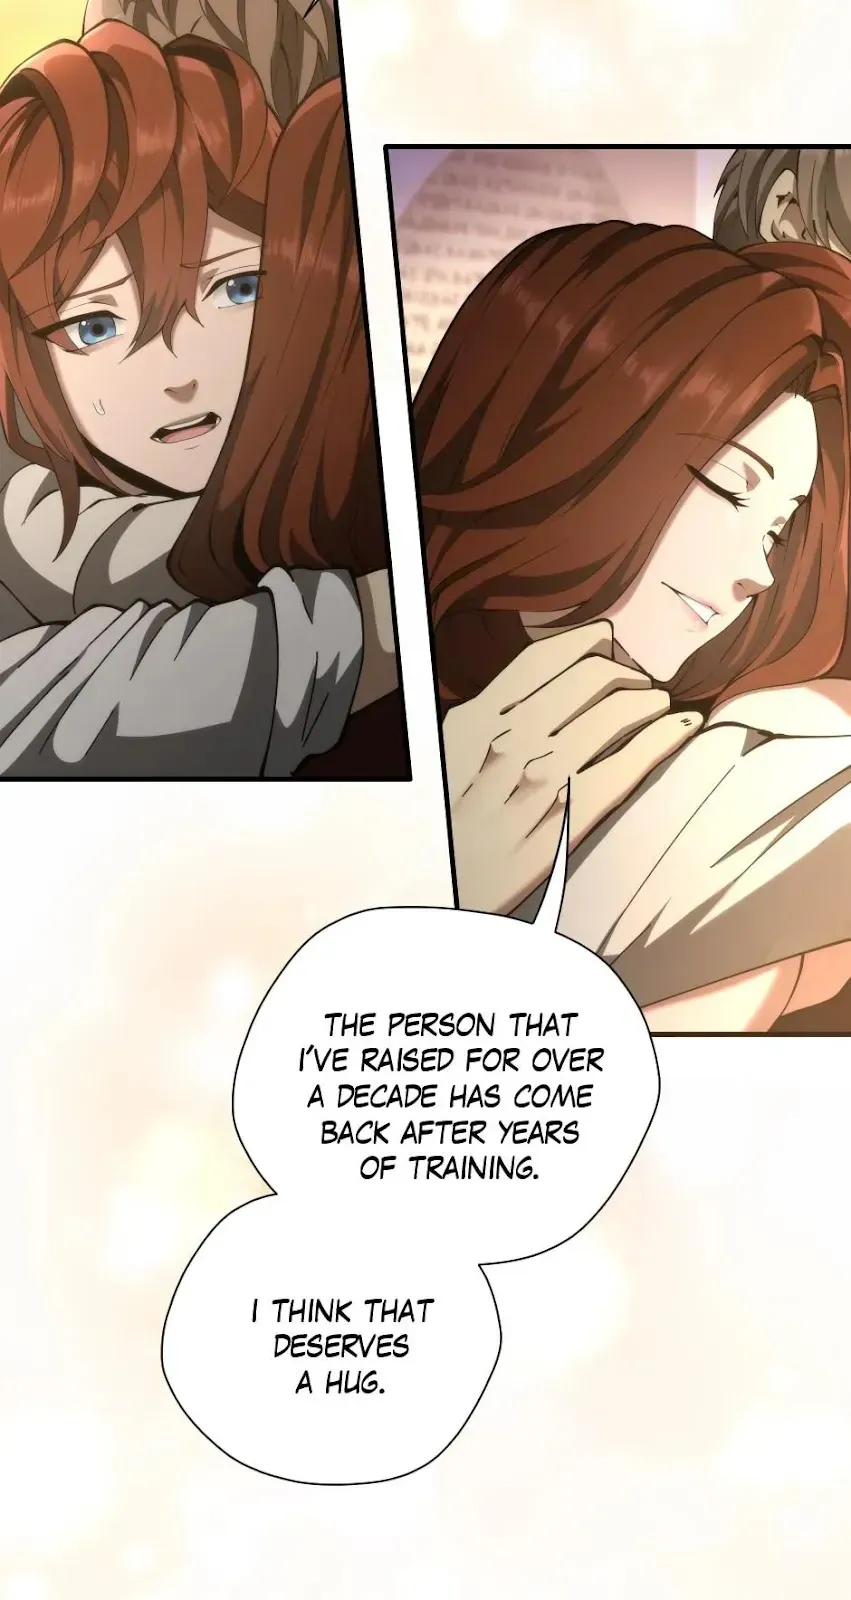 THE PERSON THAT
I'VE RAISED FOR OVER
A DECADE HAS COME
BACK AFTER YEARS
OF TRAINING.
I THINK THAT
DESERVES
A HUG.